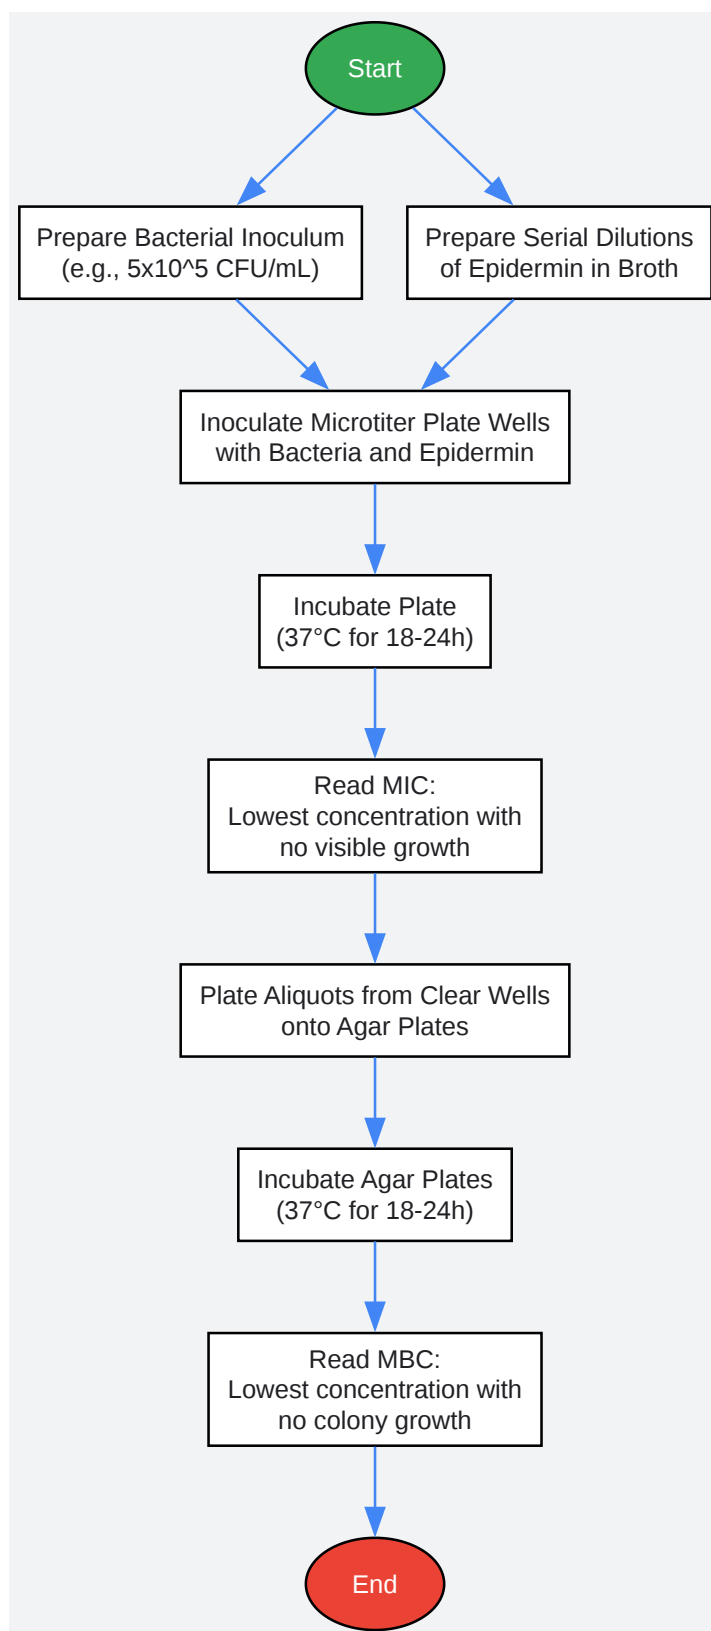 Start
Prepare Bacterial Inoculum
(e.g., 5x10^5 CFU/mL)
Prepare Serial Dilutions
of Epidermin in Broth
Inoculate Microtiter Plate Wells
with Bacteria and Epidermin
Incubate Plate
(37°C for 18-24h)
Read MIC:
Lowest concentration with
no visible growth
Plate Aliquots from Clear Wells
onto Agar Plates
Incubate Agar Plates
(37°C for 18-24h)
Read MBC:
Lowest concentration with
no colony growth
End